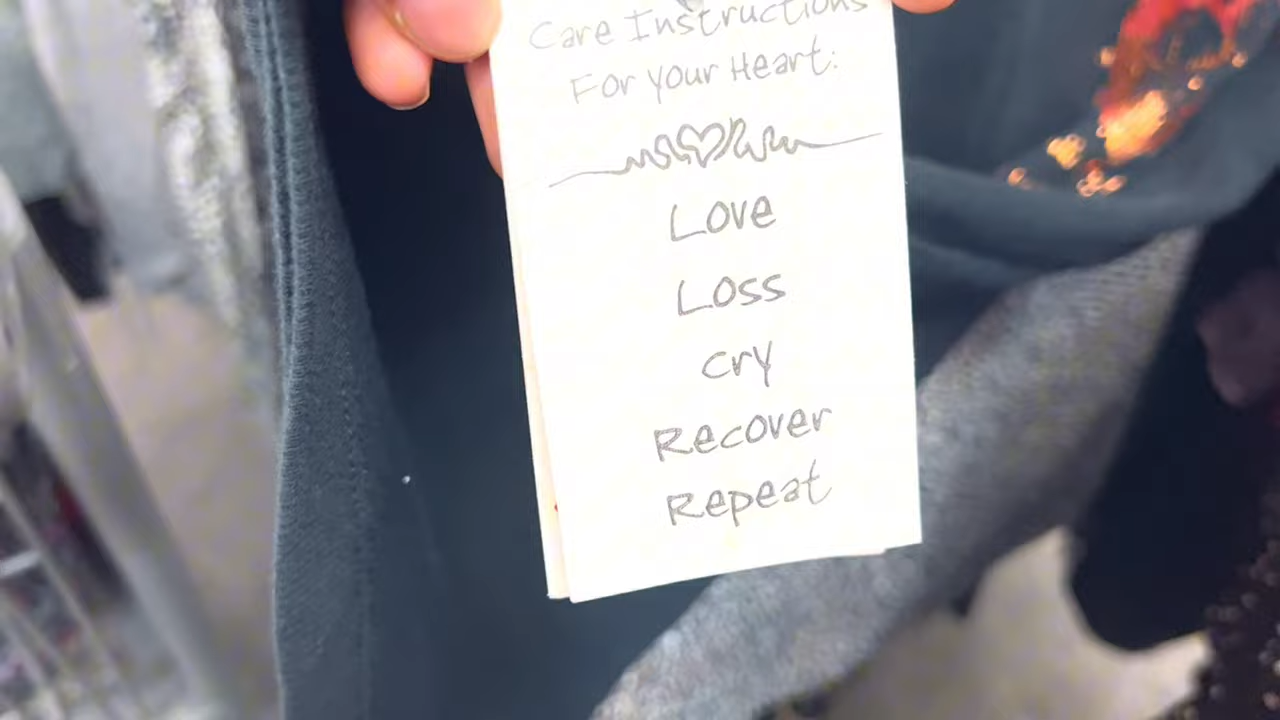 Care Instructions
For your Heart:
Love
Loss
cry
Recover
Repeat